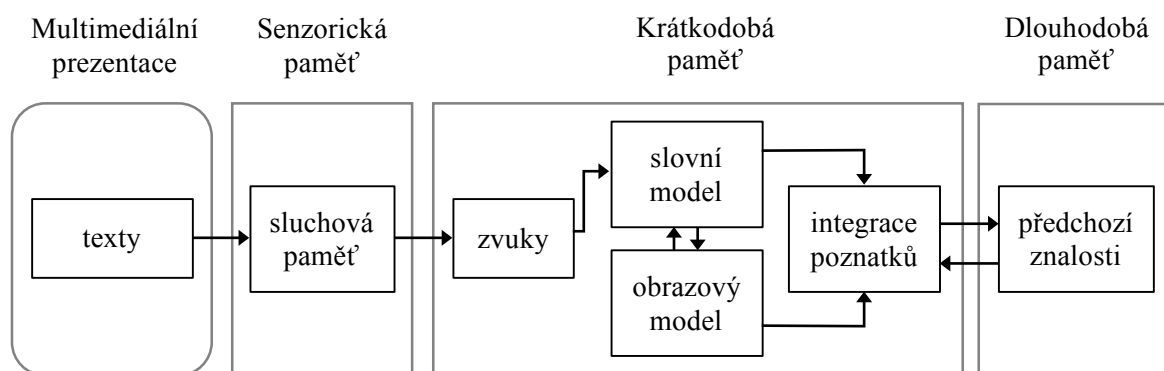 Multimediální
prezentace
Senzorická
paměť
Krátkodobá
paměť
Dlouhodobá
paměť
texty
sluchová
paměť
zvuky
slovní
model
obrazový
model
integrace
poznatků
předchozí
znalosti